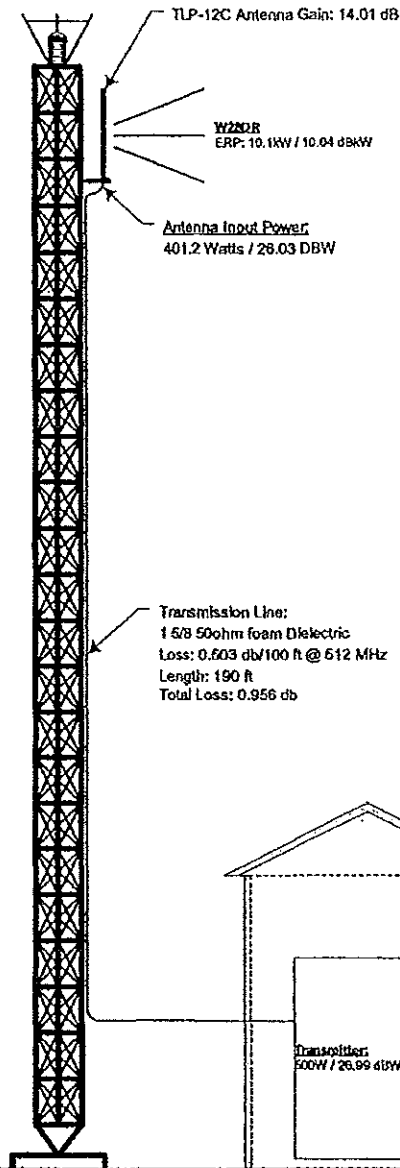 TLP-12C Antenna Gain: 14.01 dB
ERP: 10.1kW / 10.04 dBkW
Antenna Input Power:
401.2 Watts / 26.03 DBW
Transmission Line:
1 5/8 50ohm foam Dielectric
Loss: 0.503 db/100 ft @ 512 MHz
Length: 190 ft
Total Loss: 0.956 db
Transmitter:
500W / 26.99 dBW